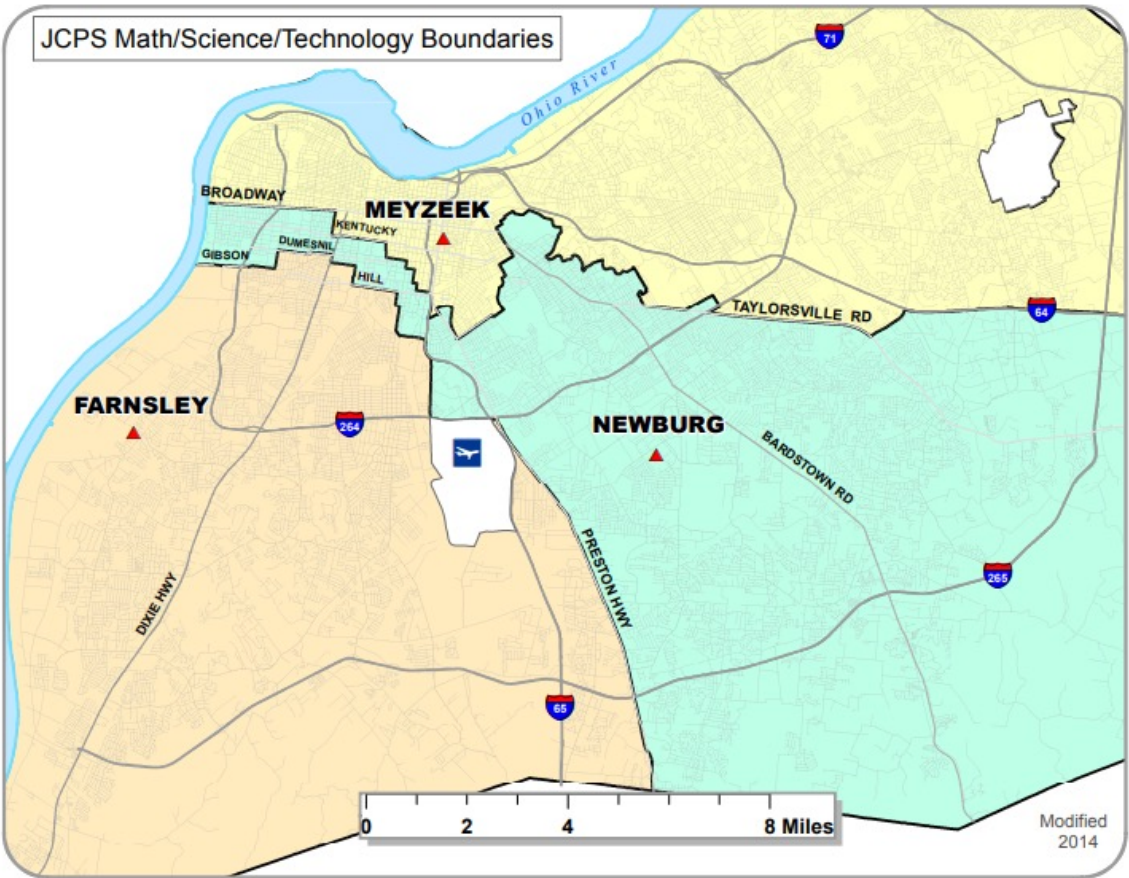 JCPS Math/Science/Technology Boundaries
71
Ohio River
BROADWAY
MEYZEEK
KENTUCKY
DUMESNIL
GIBSON
HILL
TAYLORSVILLE RD
64
FARNSLEY
264
NEWBURG
BARDSTOWN RD
PRESTON HWY
265
DIXIE HWY
65
0 2 4 8 Miles
Modified
2014